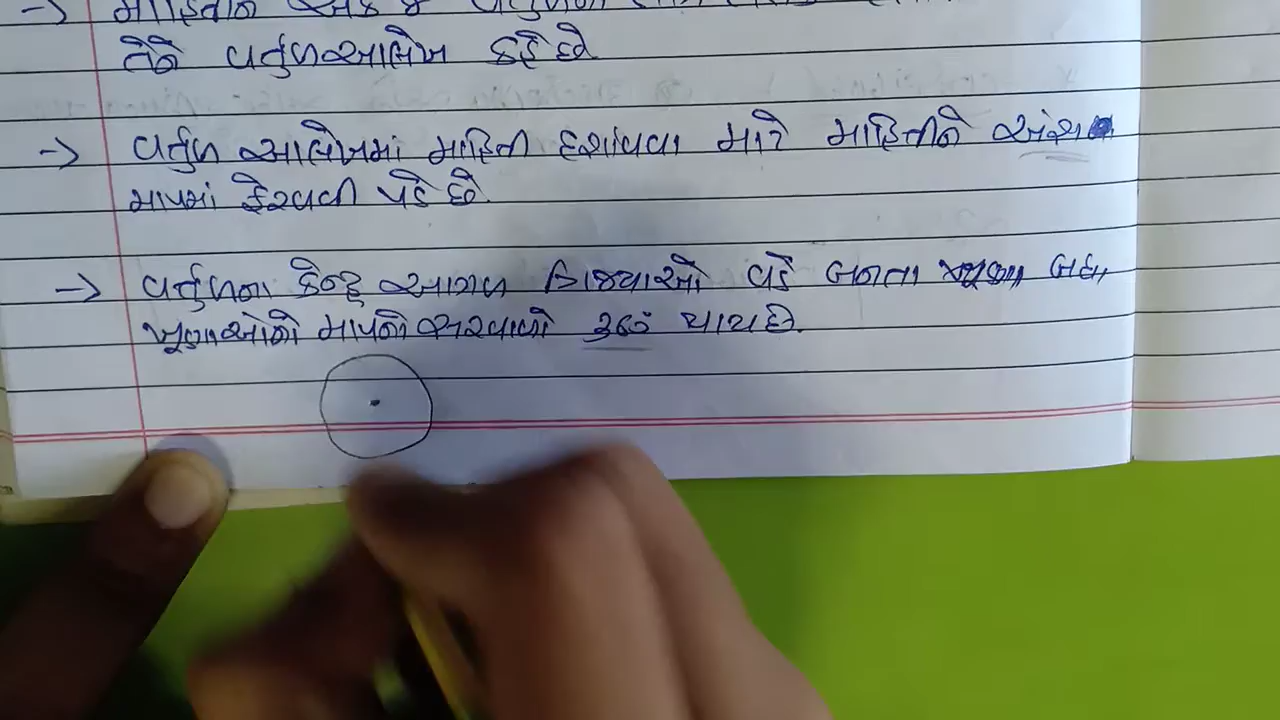 → માહિતીને એક જ
તેને વર્તુળઆલેખ કહે છે
→ વર્તુળ આલેખમાં માહિતી દર્શાવવા માટે માહિતીને અંશ
માપમાં ફેરવવી પડે છે.
→ વર્તુળના કેન્દ્ર આગળ ત્રિજ્યાઓ વડે બનતા બધા
ખૂણાઓનો માપનો સરવાળો 360° થાય છે.